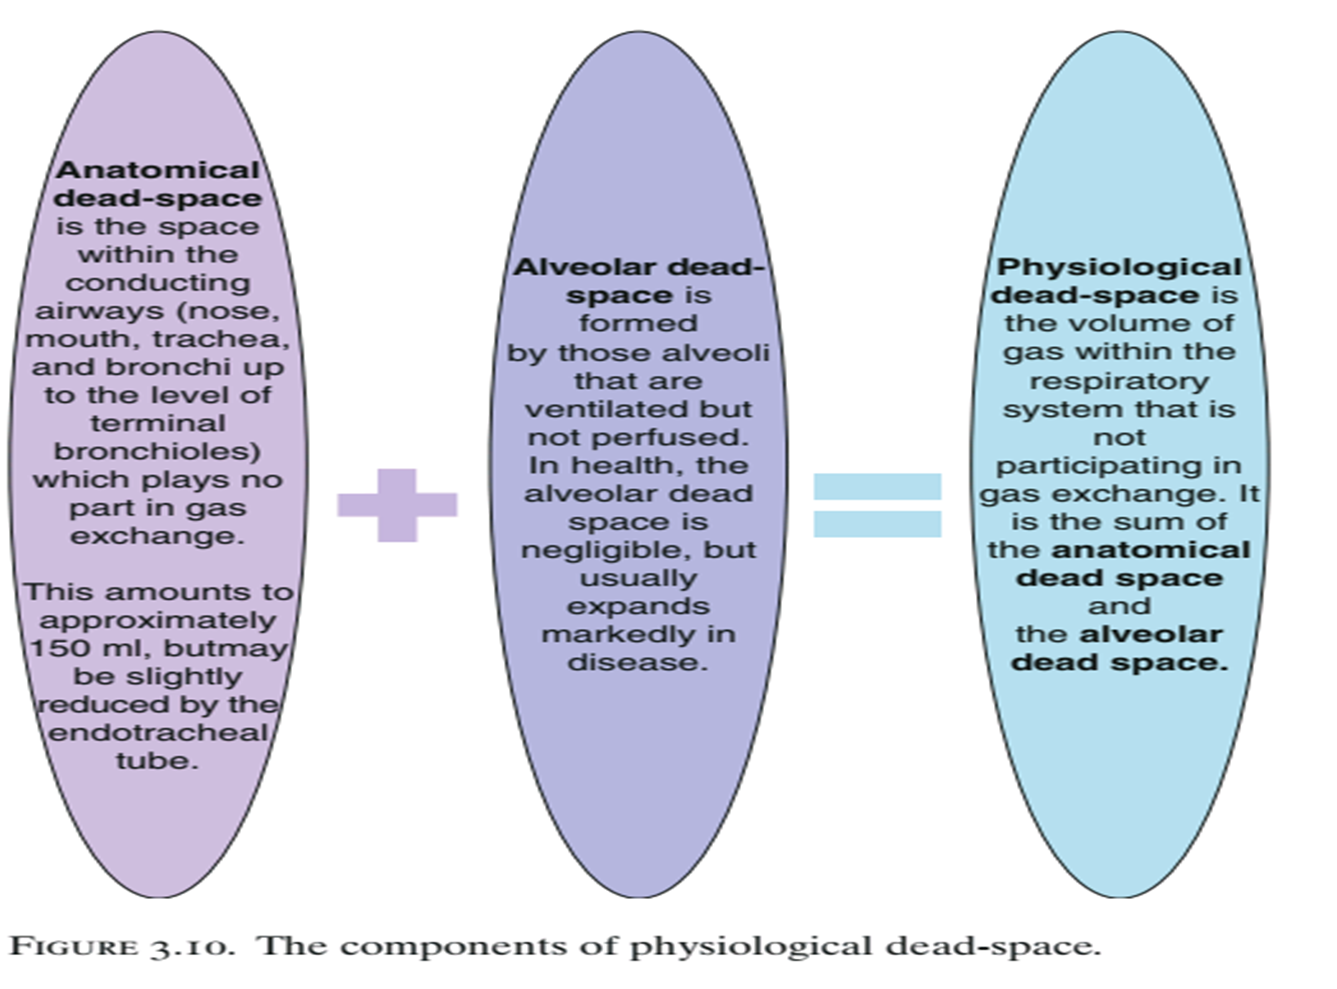 Anatomical
dead-space
is the space
within the
conducting
airways (nose,
mouth, trachea,
and bronchi up
to the level of
terminal
bronchioles)
which plays no
part in gas
exchange.
This amounts to
approximately
150 ml, butmay
be slightly
reduced by the
endotracheal
tube.
Alveolar dead-
space is
formed
by those alveoli
that are
ventilated but
not perfused.
In health, the
alveolar dead
space is
negligible, but
usually
expands
markedly in
disease.
Physiological
dead-space is
the volume of
gas within the
respiratory
system that is
not
participating in
gas exchange. It
is the sum of
the anatomical
dead space
and
the alveolar
dead space.
FIGURE 3.10. The components of physiological dead-space.